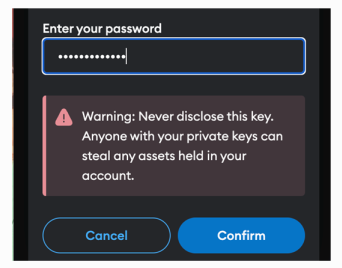 Enter your password
•••••••••••••
Warning: Never disclose this key.
Anyone with your private keys can
steal any assets held in your
account.
Cancel
Confirm